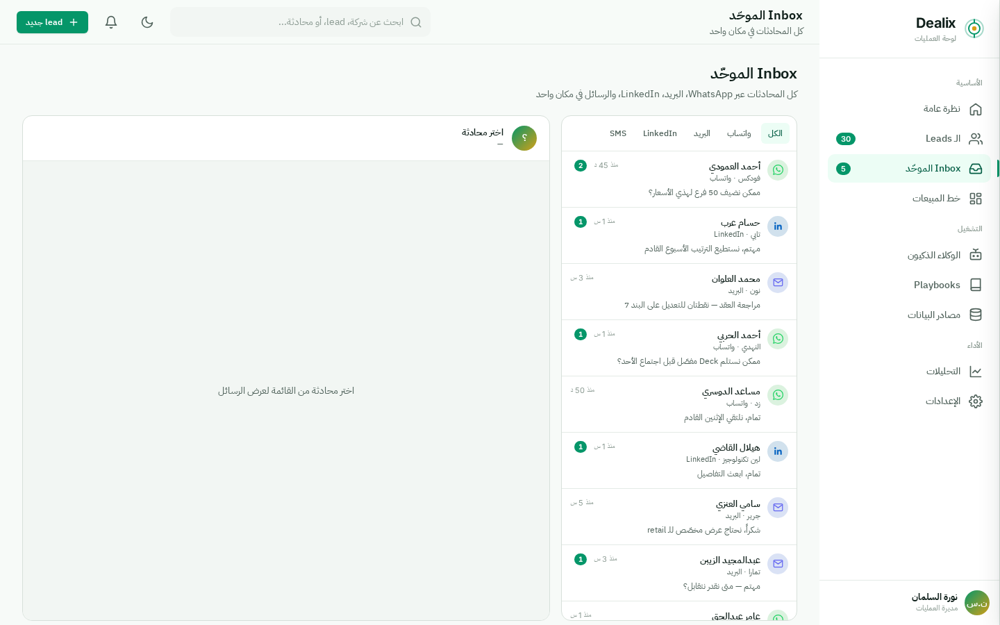 Dealix
لوحة العمليات
الأساسية
نظرة عامة
الـ Leads
30
Inbox الموحّد
5
خط المبيعات
التشغيل
الوكلاء الذكيون
Playbooks
مصادر البيانات
الأداء
التحليلات
الإعدادات
ن.س
نورة السلمان
مديرة العمليات
Inbox الموحّد
كل المحادثات في مكان واحد
ابحث عن شركة، lead، أو محادثة...
lead جديد
Inbox الموحّد
كل المحادثات عبر WhatsApp، البريد، LinkedIn، والرسائل في مكان واحد
الكل واتساب البريد LinkedIn SMS
أحمد العمودي منذ 45 د 2
فودكس · واتساب
ممكن نضيف 50 فرع لهذي الأسعار؟
حسام عرب منذ 1 س 1
تابي · LinkedIn
مهتم، نستطيع الترتيب الأسبوع القادم
محمد العلوان منذ 3 س
نون · البريد
مراجعة العقد — نقطتان للتعديل على البند 7
أحمد الحربي منذ 1 س 1
النهدي · واتساب
ممكن نستلم Deck مفصّل قبل اجتماع الأحد؟
مساعد الدوسري منذ 50 د
زد · واتساب
تمام، نلتقي الإثنين القادم
هيلال القاضي منذ 1 س 1
لين تكنولوجيز · LinkedIn
تمام، ابعث التفاصيل
سامي العنزي منذ 5 س
جرير · البريد
شكراً، نحتاج عرض مخصّص للـ retail
عبدالمجيد الزيبن منذ 3 س 1
تمارا · البريد
مهتم — متى نقدر نتقابل؟
عامر عبدالحق منذ 1 س
؟
اختر محادثة
—
اختر محادثة من القائمة لعرض الرسائل